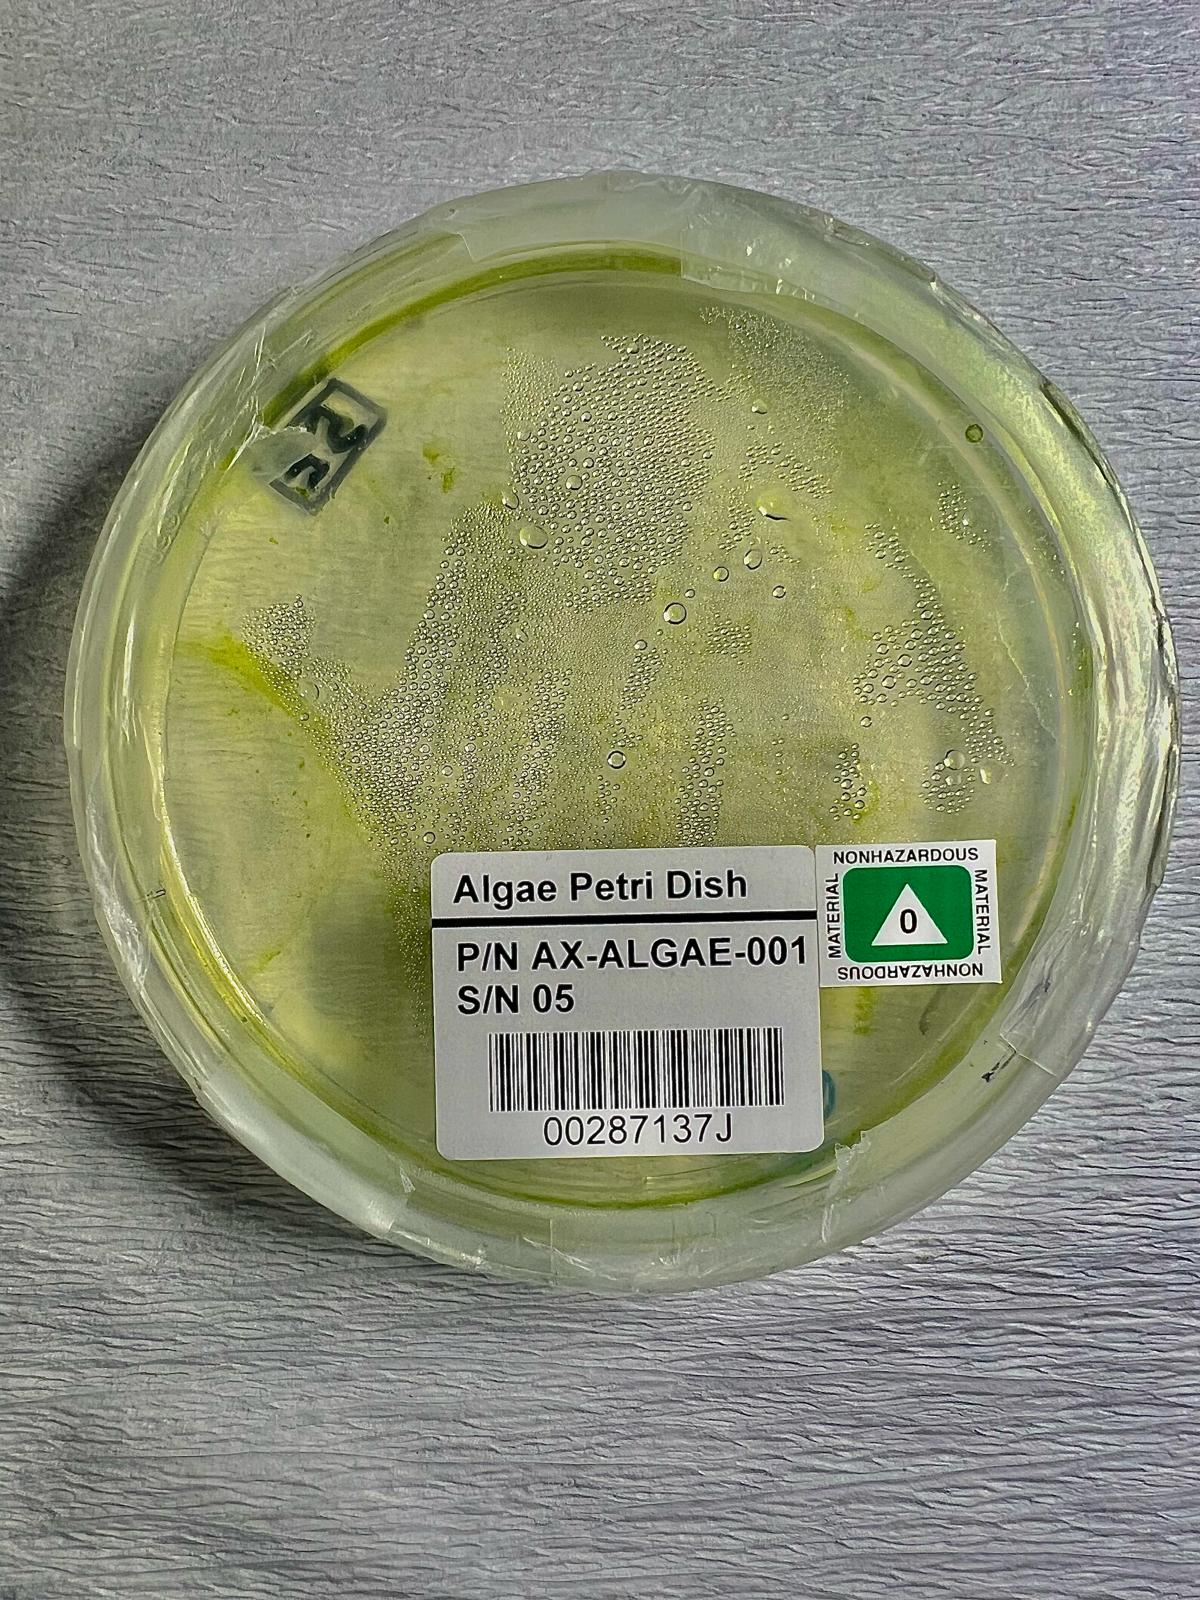 Algae Petri Dish
P/N AX-ALGAE-001
S/N 05
00287137J
NONHAZARDOUS
MATERIAL
0
MATERIAL
NONHAZARDOUS